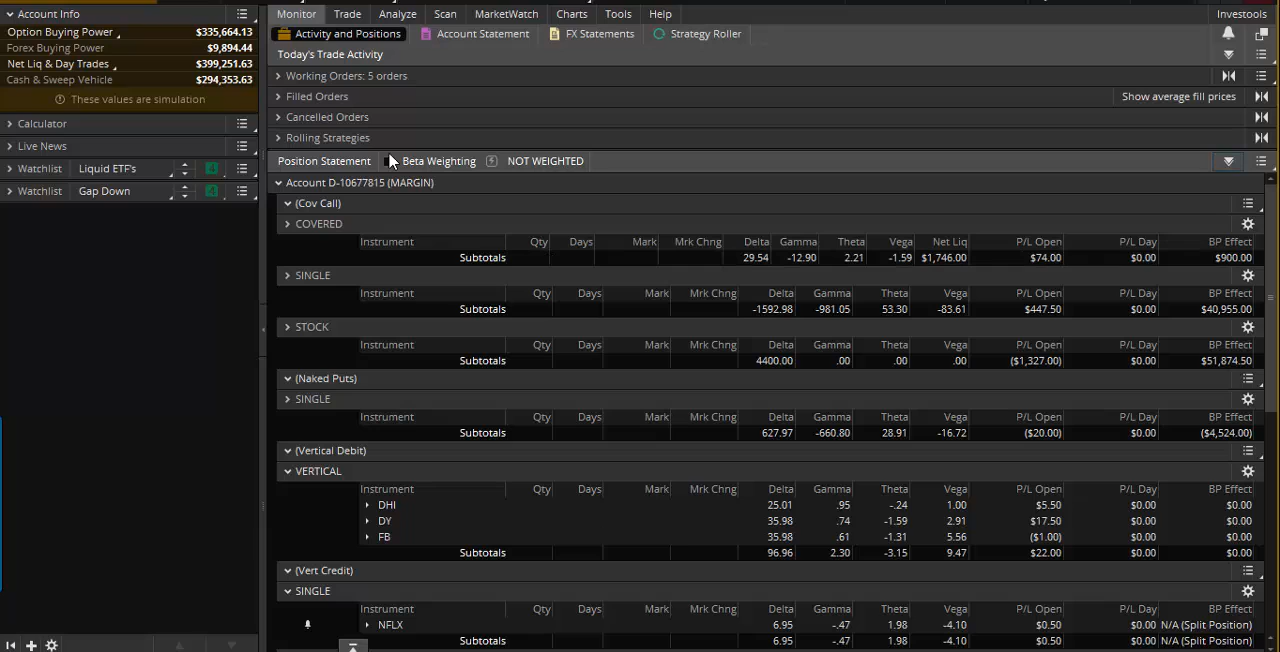 Account Info
Option Buying Power $335,664.13
Forex Buying Power $9,894.44
Net Liq & Day Trades $399,251.63
Cash & Sweep Vehicle $294,353.63
These values are simulation
Calculator
Live News
Watchlist Liquid ETF's 4
Watchlist Gap Down 4
Monitor Trade Analyze Scan MarketWatch Charts Tools Help Investools
Activity and Positions Account Statement FX Statements Strategy Roller
Today's Trade Activity
Working Orders: 5 orders
Filled Orders Show average fill prices
Cancelled Orders
Rolling Strategies
Position Statement Beta Weighting NOT WEIGHTED
Account D-10677815 (MARGIN)
(Cov Call)
COVERED
Instrument Qty Days Mark Mrk Chng Delta Gamma Theta Vega Net Liq P/L Open P/L Day BP Effect
Subtotals 29.54 -12.90 2.21 -1.59 $1,746.00 $74.00 $0.00 $900.00
SINGLE
Instrument Qty Days Mark Mrk Chng Delta Gamma Theta Vega P/L Open P/L Day BP Effect
Subtotals -1592.98 -981.05 53.30 -83.61 $447.50 $0.00 $40,955.00
STOCK
Instrument Qty Days Mark Mrk Chng Delta Gamma Theta Vega P/L Open P/L Day BP Effect
Subtotals 4400.00 .00 .00 .00 ($1,327.00) $0.00 $51,874.50
(Naked Puts)
SINGLE
Instrument Qty Days Mark Mrk Chng Delta Gamma Theta Vega P/L Open P/L Day BP Effect
Subtotals 627.97 -660.80 28.91 -16.72 ($20.00) $0.00 ($4,524.00)
(Vertical Debit)
VERTICAL
Instrument Qty Days Mark Mrk Chng Delta Gamma Theta Vega P/L Open P/L Day BP Effect
DHI 25.01 .95 -.24 1.00 $5.50 $0.00 $0.00
DY 35.98 .74 -1.59 2.91 $17.50 $0.00 $0.00
FB 35.98 .61 -1.31 5.56 ($1.00) $0.00 $0.00
Subtotals 96.96 2.30 -3.15 9.47 $22.00 $0.00 $0.00
(Vert Credit)
SINGLE
Instrument Qty Days Mark Mrk Chng Delta Gamma Theta Vega P/L Open P/L Day BP Effect
NFLX 6.95 -.47 1.98 -4.10 $0.50 $0.00 N/A (Split Position)
Subtotals 6.95 -.47 1.98 -4.10 $0.50 $0.00 N/A (Split Position)